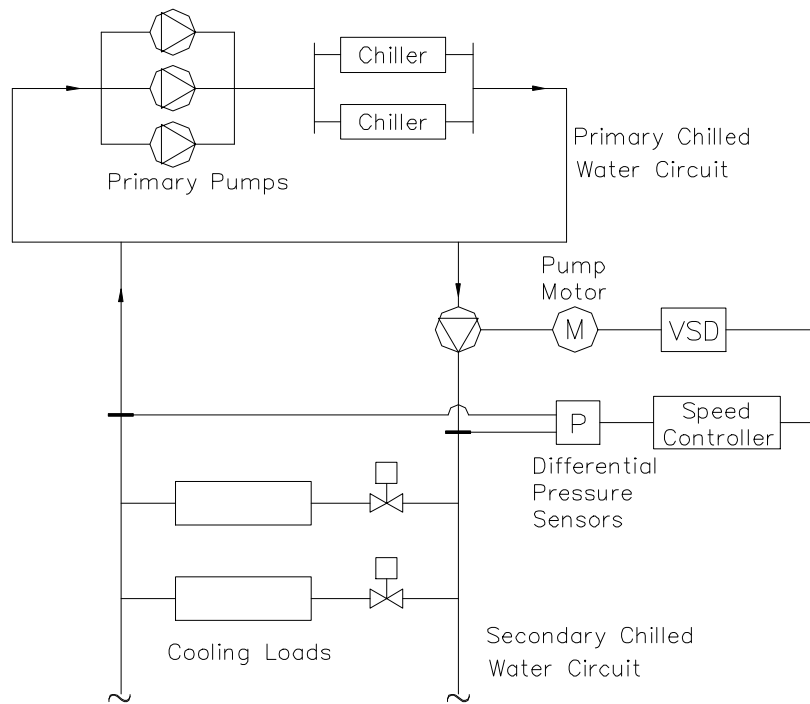 Chiller
Chiller
Primary Pumps
Primary Chilled
Water Circuit
Pump
Motor
M
VSD
P
Speed
Controller
Differential
Pressure
Sensors
Cooling Loads
Secondary Chilled
Water Circuit